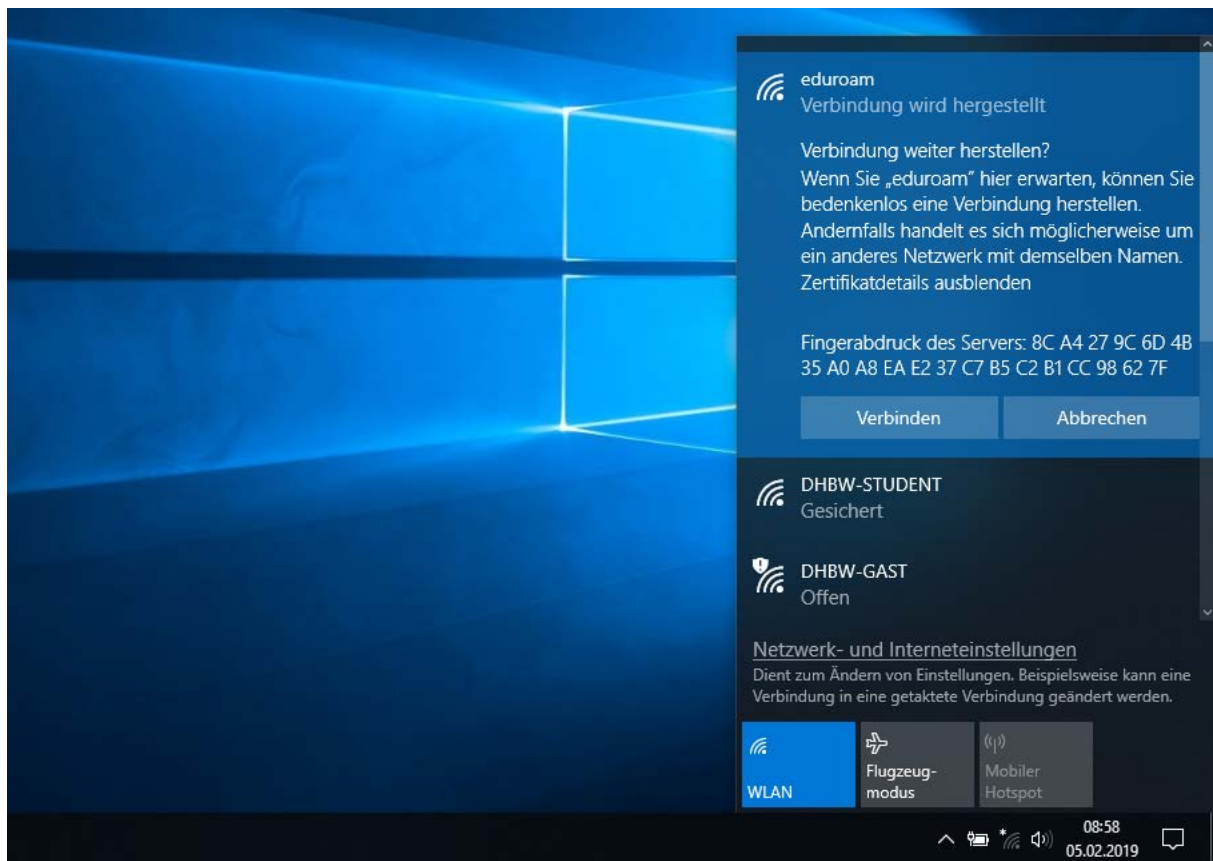 eduroam
Verbindung wird hergestellt
Verbindung weiter herstellen?
Wenn Sie „eduroam“ hier erwarten, können Sie
bedenkenlos eine Verbindung herstellen.
Andernfalls handelt es sich möglicherweise um
ein anderes Netzwerk mit demselben Namen.
Zertifikatdetails ausblenden
Fingerabdruck des Servers: 8C A4 27 9C 6D 4B
35 A0 A8 EA E2 37 C7 B5 C2 B1 CC 98 62 7F
Verbinden Abbrechen
DHBW-STUDENT
Gesichert
DHBW-GAST
Offen
Netzwerk- und Interneteinstellungen
Dient zum Ändern von Einstellungen. Beispielsweise kann eine
Verbindung in eine getaktete Verbindung geändert werden.
WLAN
Flugzeug-
modus
Mobiler
Hotspot
08:58
05.02.2019